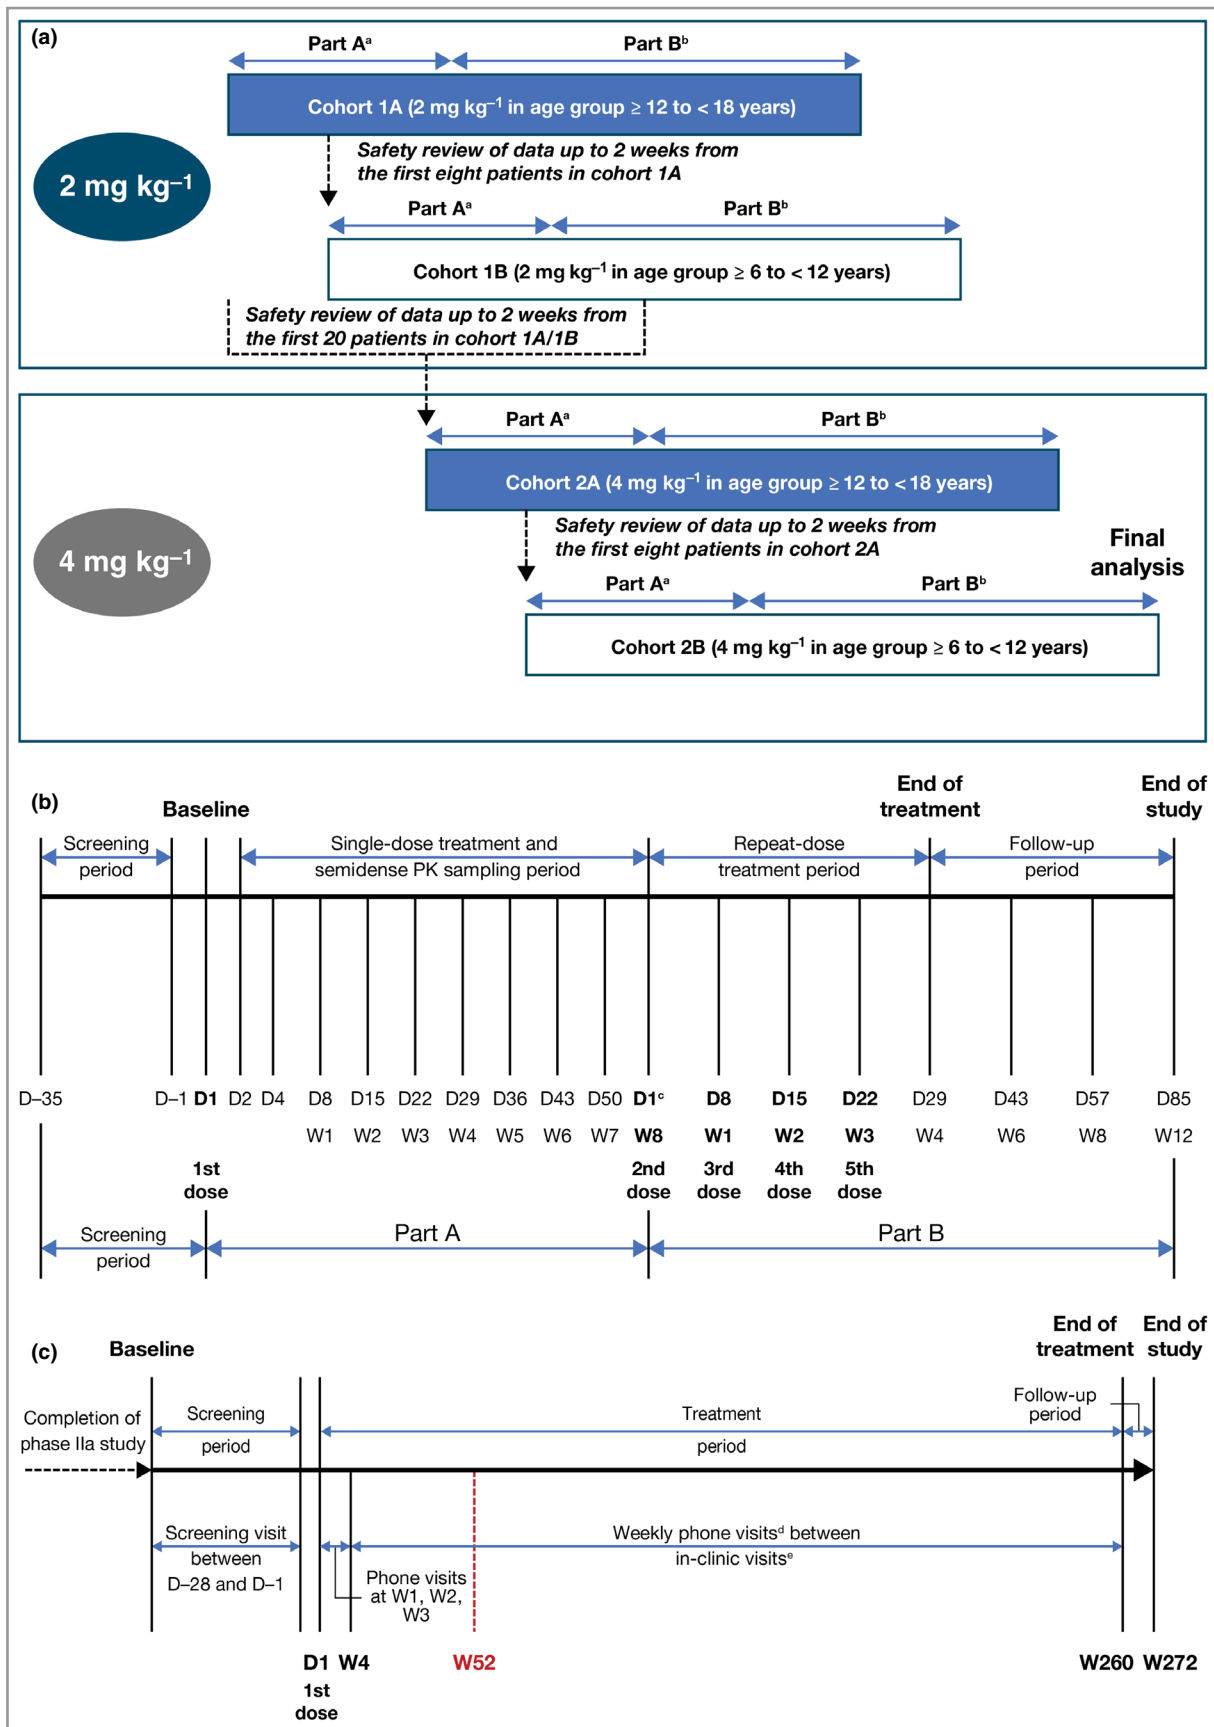 (a)
Part Aᵃ Part Bᵇ
Cohort 1A (2 mg kg⁻¹ in age group ≥ 12 to < 18 years)
Safety review of data up to 2 weeks from
the first eight patients in cohort 1A
2 mg kg⁻¹
Part Aᵃ Part Bᵇ
Cohort 1B (2 mg kg⁻¹ in age group ≥ 6 to < 12 years)
Safety review of data up to 2 weeks from
the first 20 patients in cohort 1A/1B
Part Aᵃ Part Bᵇ
Cohort 2A (4 mg kg⁻¹ in age group ≥ 12 to < 18 years)
Safety review of data up to 2 weeks from
the first eight patients in cohort 2A
4 mg kg⁻¹
Final
analysis
Part Aᵃ Part Bᵇ
Cohort 2B (4 mg kg⁻¹ in age group ≥ 6 to < 12 years)
(b)
Baseline
End of
treatment
End of
study
Screening
period
Single-dose treatment and
semidense PK sampling period
Repeat-dose
treatment period
Follow-up
period
D–35 D–1 D1 D2 D4 D8 D15 D22 D29 D36 D43 D50 D1ᶜ D8 D15 D22 D29 D43 D57 D85
W1 W2 W3 W4 W5 W6 W7 W8 W1 W2 W3 W4 W6 W8 W12
1st
dose
2nd
dose
3rd
dose
4th
dose
5th
dose
Screening
period
Part A
Part B
(c)
Baseline
End of
treatment
End of
study
Completion of
phase IIa study
Screening
period
Treatment
period
Follow-up
period
Screening visit
between
D–28 and D–1
Phone visits
at W1, W2,
W3
Weekly phone visitsᵈ between
in-clinic visitsᵉ
D1 W4 W52 W260 W272
1st
dose